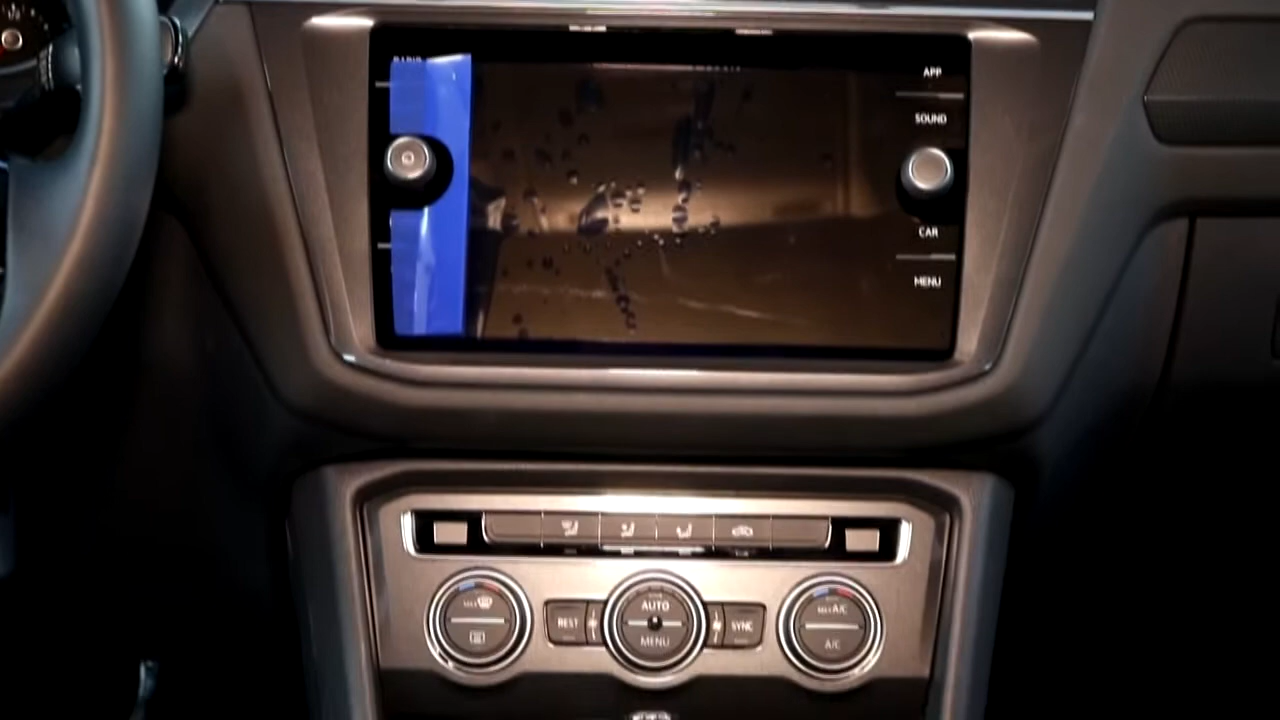 APP
SOUND
CAR
MENU
REST
AUTO
MENU
SYNC
A/C
A/C